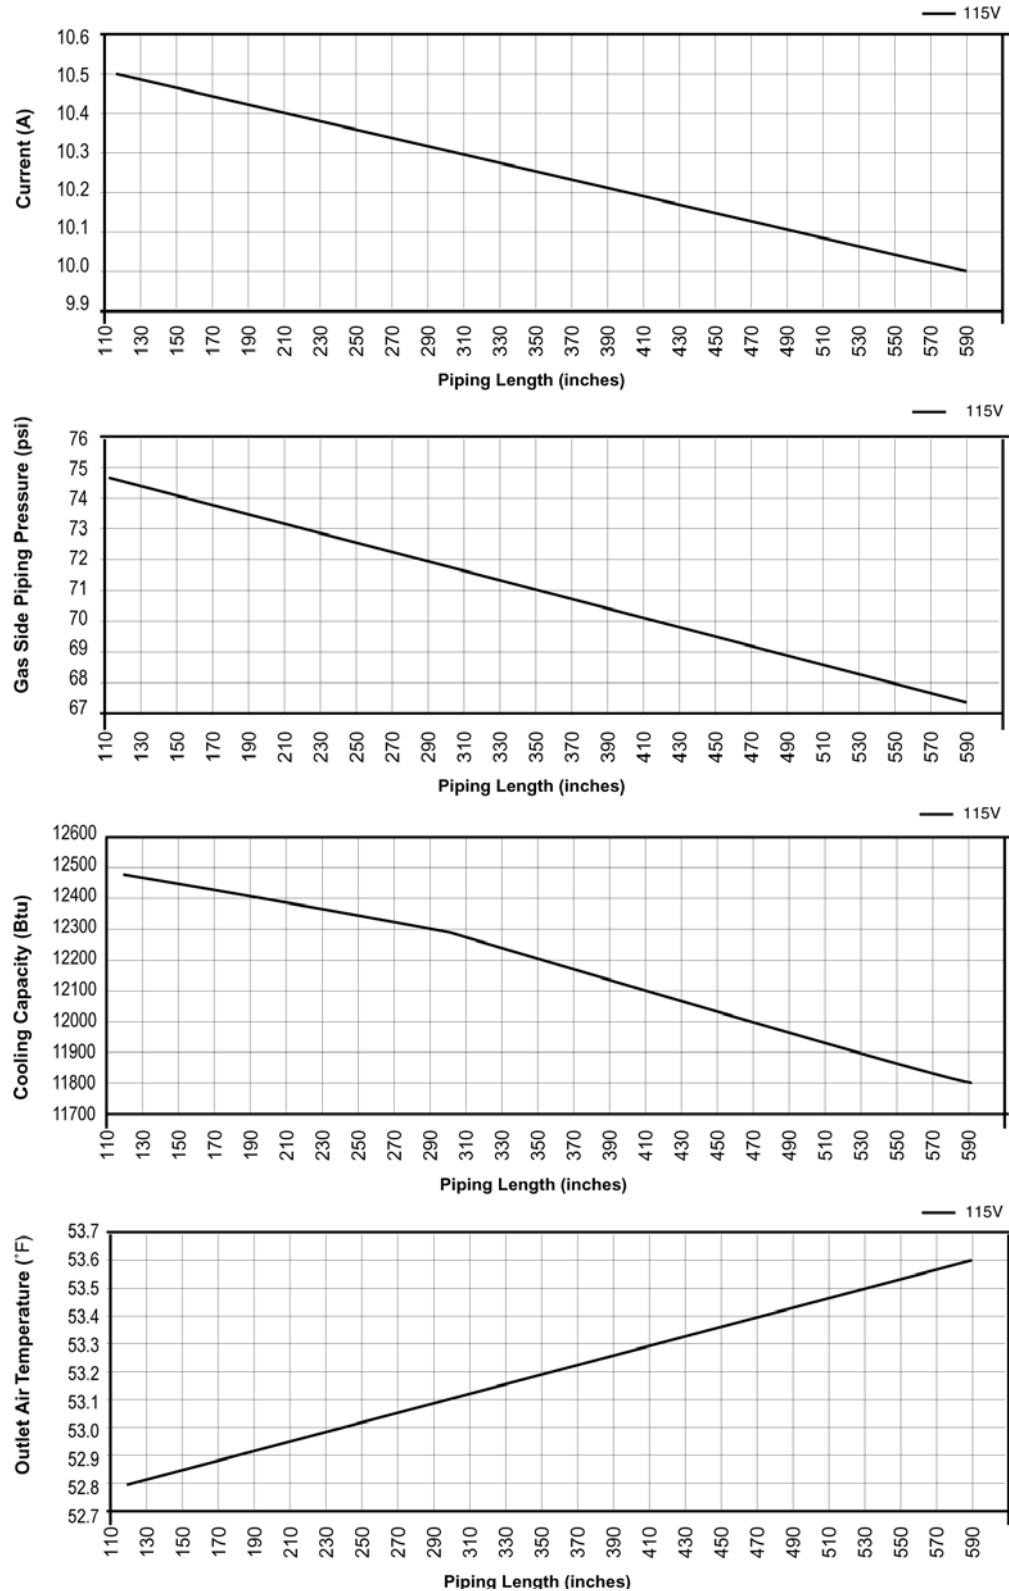 115V
Current (A)
10.6
10.5
10.4
10.3
10.2
10.1
10.0
9.9
110 130 150 170 190 210 230 250 270 290 310 330 350 370 390 410 430 450 470 490 510 530 550 570 590
Piping Length (inches)
115V
Gas Side Piping Pressure (psi)
76
75
74
73
72
71
70
69
68
67
110 130 150 170 190 210 230 250 270 290 310 330 350 370 390 410 430 450 470 490 510 530 550 570 590
Piping Length (inches)
115V
Cooling Capacity (Btu)
12600
12500
12400
12300
12200
12100
12000
11900
11800
11700
110 130 150 170 190 210 230 250 270 290 310 330 350 370 390 410 430 450 470 490 510 530 550 570 590
Piping Length (inches)
115V
Outlet Air Temperature (˚F)
53.7
53.6
53.5
53.4
53.3
53.2
53.1
53.0
52.9
52.8
52.7
110 130 150 170 190 210 230 250 270 290 310 330 350 370 390 410 430 450 470 490 510 530 550 570 590
Piping Length (inches)